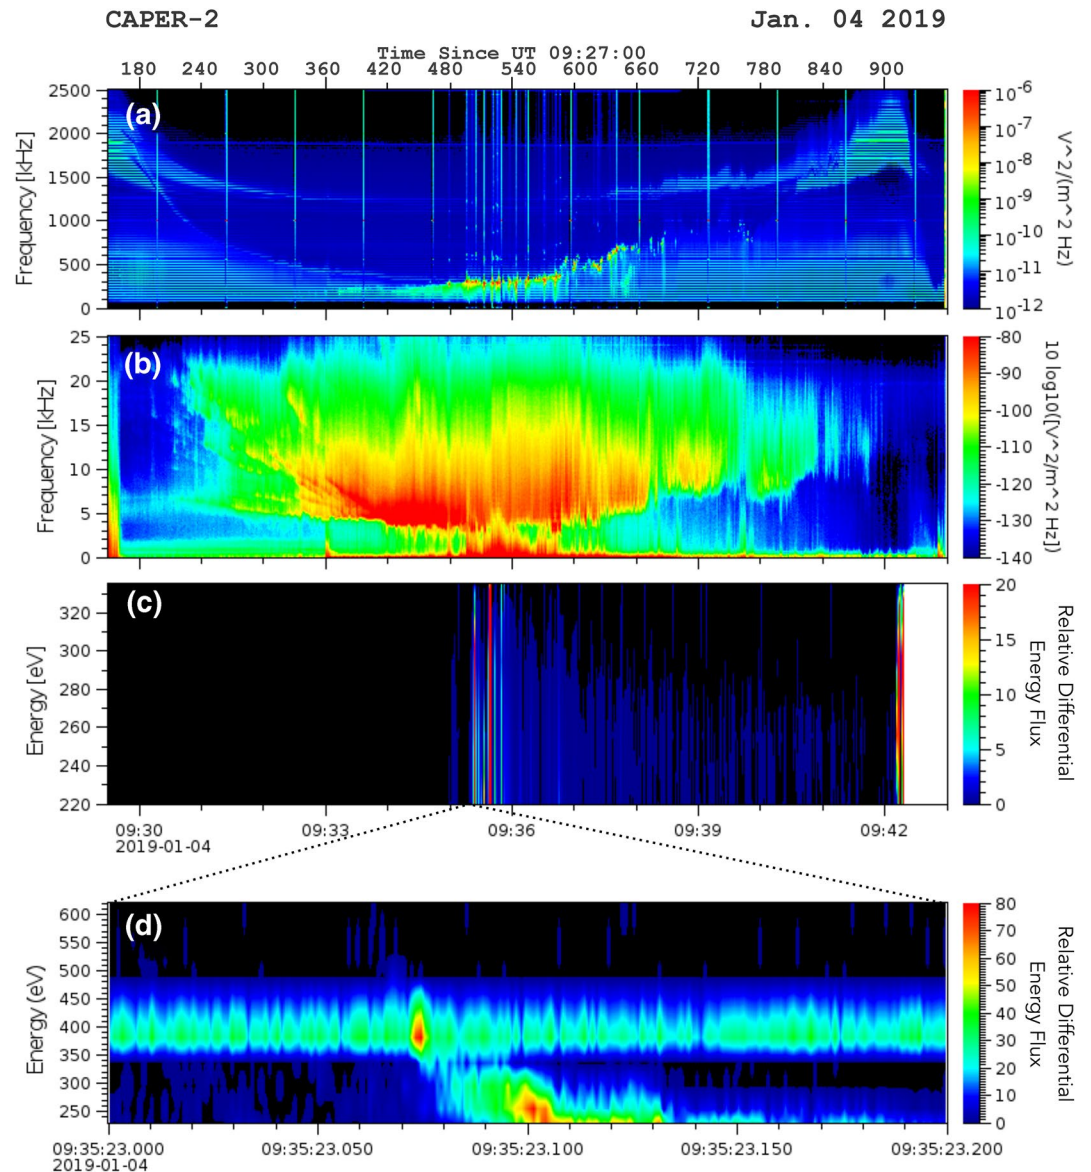 CAPER-2 Jan. 04 2019
Time Since UT 09:27:00
180 240 300 360 420 480 540 600 660 720 780 840 900
(a)
Frequency [kHz]
2500
2000
1500
1000
500
0
10^-6
10^-7
10^-8
10^-9
10^-10
10^-11
10^-12
V^2/(m^2 Hz)
(b)
Frequency [kHz]
25
20
15
10
5
0
-80
-90
-100
-110
-120
-130
-140
10 log10([V^2/m^2 Hz])
(c)
Energy [eV]
320
300
280
260
240
220
20
15
10
5
0
Relative Differential
Energy Flux
09:30 09:33 09:36 09:39 09:42
2019-01-04
(d)
Energy (eV)
600
550
500
450
400
350
300
250
80
70
60
50
40
30
20
10
0
Relative Differential
Energy Flux
09:35:23.000 09:35:23.050 09:35:23.100 09:35:23.150 09:35:23.200
2019-01-04